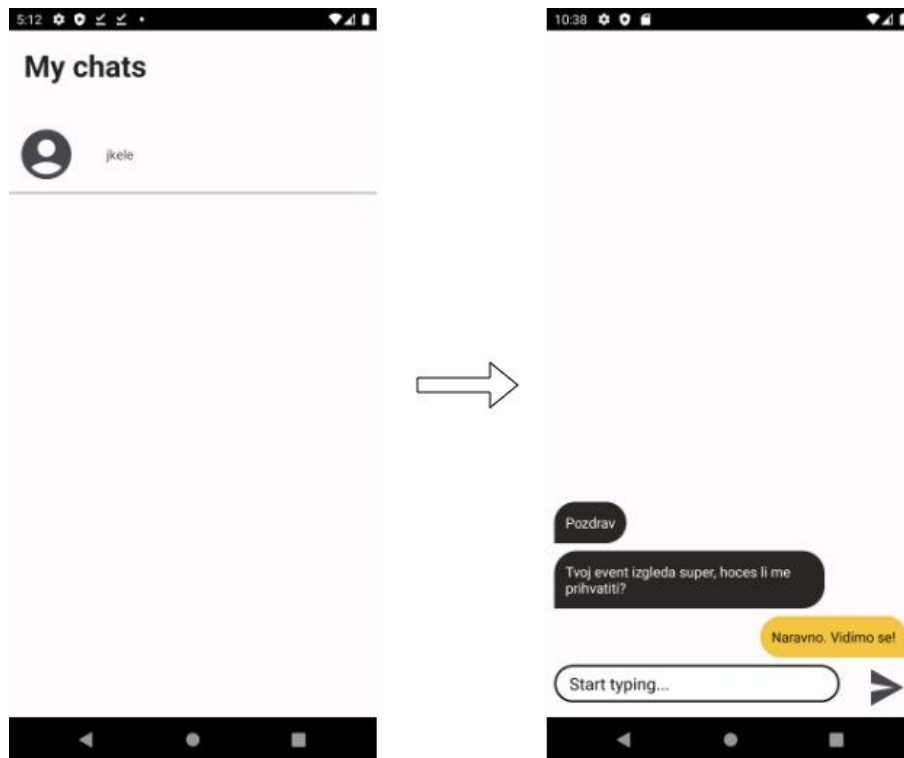 5:12
My chats
jkele
10:38
Pozdrav
Tvoj event izgleda super, hoces li me
prihvatiti?
Naravno. Vidimo se!
Start typing...